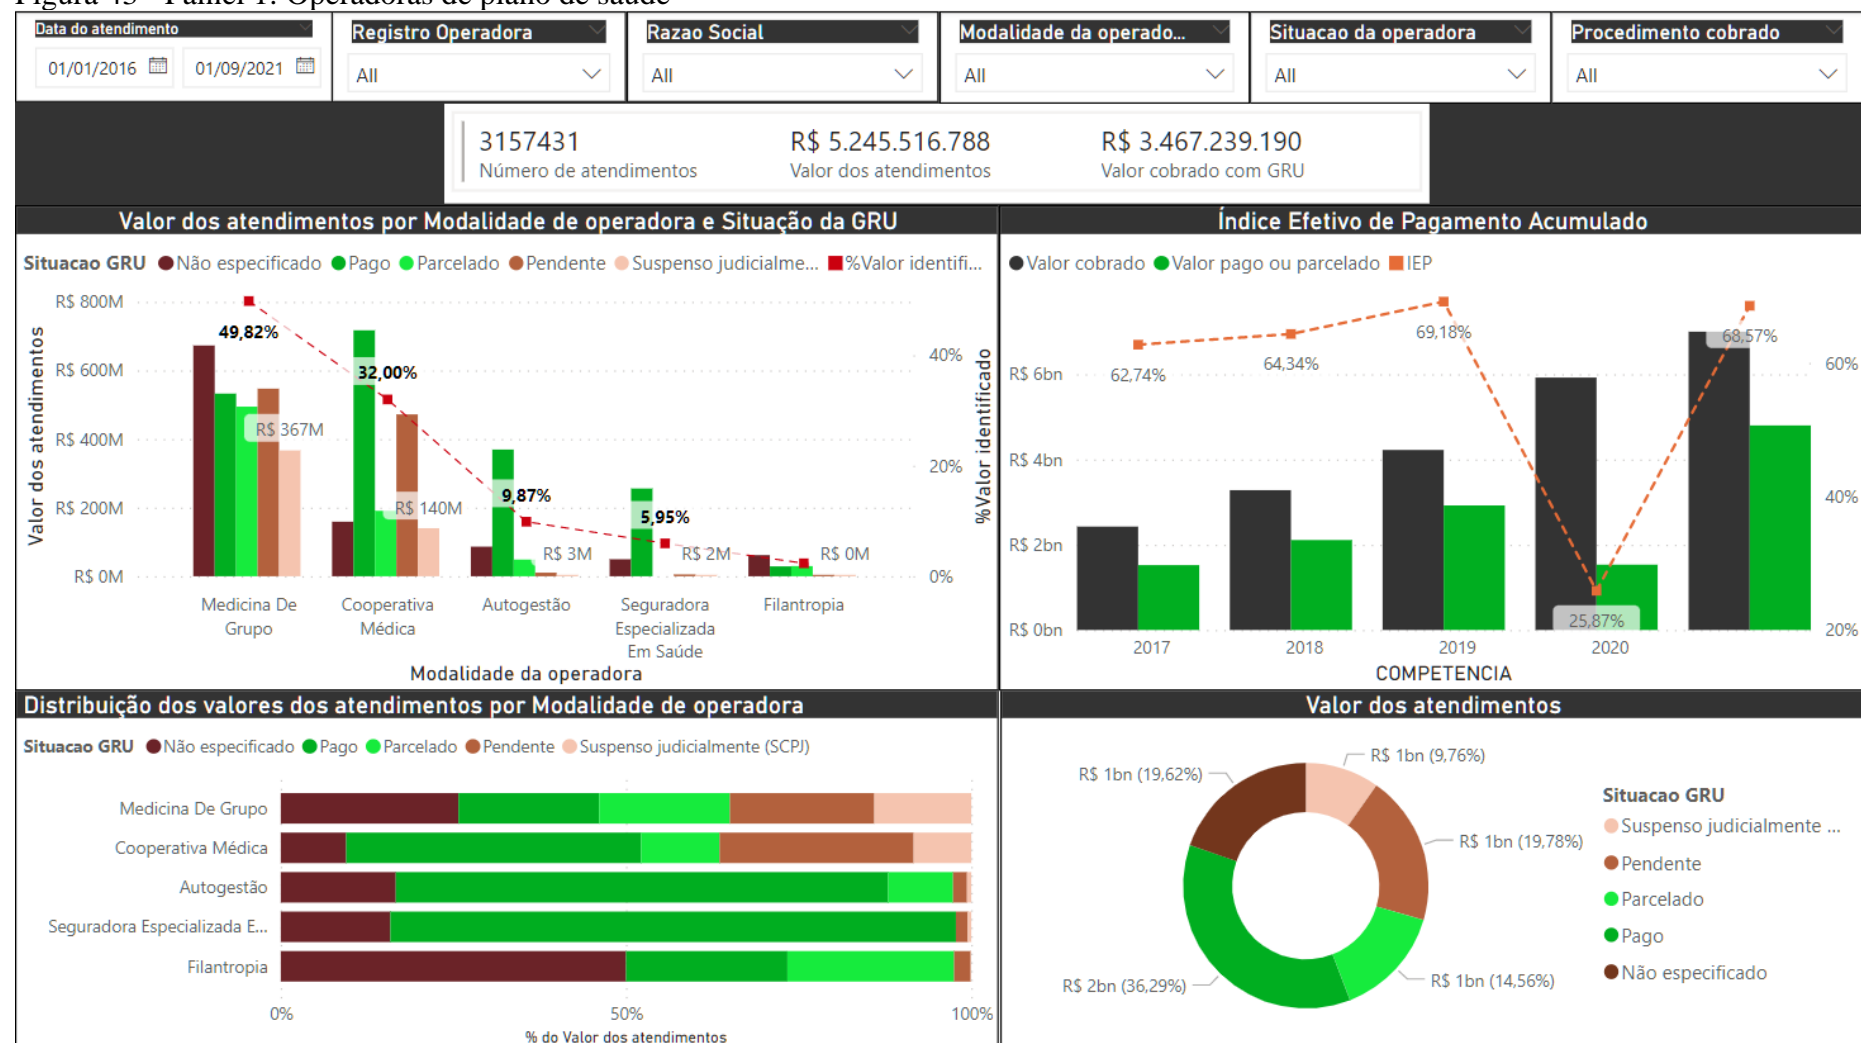 Figura 43 - Painel 1: Operadoras de plano de saúde
Data do atendimento
01/01/2016
01/09/2021
Registro Operadora
All
Razao Social
All
Modalidade da operado...
All
Situacao da operadora
All
Procedimento cobrado
All
3157431
Número de atendimentos
R$ 5.245.516.788
Valor dos atendimentos
R$ 3.467.239.190
Valor cobrado com GRU
Valor dos atendimentos por Modalidade de operadora e Situação da GRU
Situacao GRU Não especificado Pago Parcelado Pendente Suspenso judicialme... %Valor identifi...
Valor dos atendimentos
R$ 800M
R$ 600M
R$ 400M
R$ 200M
R$ 0M
49,82%
32,00%
9,87%
5,95%
R$ 367M
R$ 140M
R$ 3M
R$ 2M
R$ 0M
40%
20%
0%
%Valor identificado
Medicina De
Grupo
Cooperativa
Médica
Autogestão
Seguradora
Especializada
Em Saúde
Filantropia
Modalidade da operadora
Índice Efetivo de Pagamento Acumulado
Valor cobrado Valor pago ou parcelado IEP
R$ 6bn
R$ 4bn
R$ 2bn
R$ 0bn
62,74%
64,34%
69,18%
25,87%
68,57%
60%
40%
20%
2017
2018
2019
2020
COMPETENCIA
Distribuição dos valores dos atendimentos por Modalidade de operadora
Situacao GRU Não especificado Pago Parcelado Pendente Suspenso judicialmente (SCPJ)
Medicina De Grupo
Cooperativa Médica
Autogestão
Seguradora Especializada E...
Filantropia
0%
50%
100%
% do Valor dos atendimentos
Valor dos atendimentos
R$ 1bn (9,76%)
R$ 1bn (19,62%)
R$ 1bn (19,78%)
R$ 1bn (14,56%)
R$ 2bn (36,29%)
Situacao GRU
Suspenso judicialmente ...
Pendente
Parcelado
Pago
Não especificado